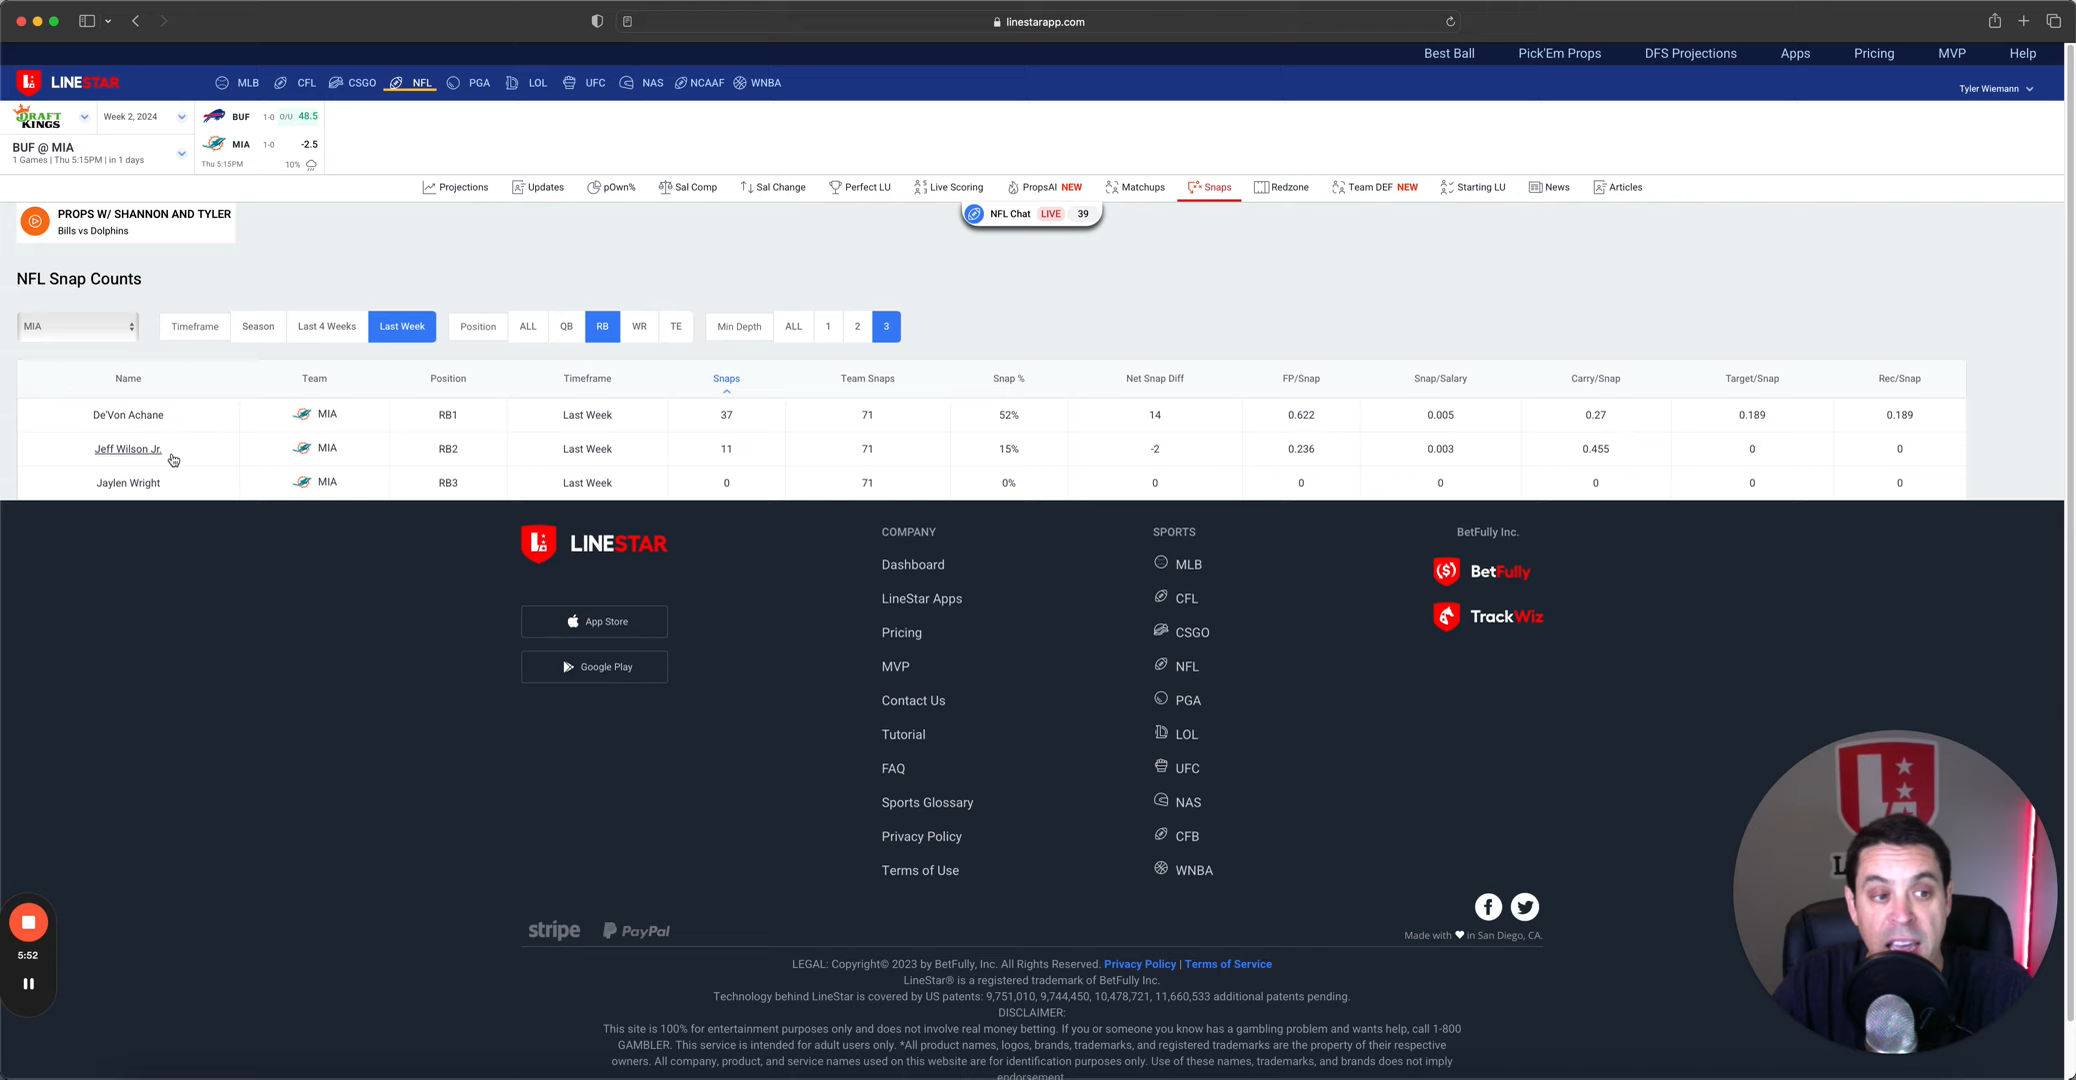 linestarapp.com
Best Ball Pick'Em Props DFS Projections Apps Pricing MVP Help
LINESTAR MLB CFL CSGO NFL PGA LOL UFC NAS NCAAF WNBA Tyler Wiemann
DRAFT KINGS Week 2, 2024 BUF 1-0 O/U 48.5
BUF @ MIA MIA 1-0 -2.5
1 Games | Thu 5:15PM | in 1 days Thu 5:15PM 10%
Projections Updates pOwn% Sal Comp Sal Change Perfect LU Live Scoring PropsAI NEW Matchups Snaps Redzone Team DEF NEW Starting LU News Articles
PROPS W/ SHANNON AND TYLER
Bills vs Dolphins
NFL Chat LIVE 39
NFL Snap Counts
MIA Timeframe Season Last 4 Weeks Last Week Position ALL QB RB WR TE Min Depth ALL 1 2 3
Name Team Position Timeframe Snaps Team Snaps Snap % Net Snap Diff FP/Snap Snap/Salary Carry/Snap Target/Snap Rec/Snap
De'Von Achane MIA RB1 Last Week 37 71 52% 14 0.622 0.005 0.27 0.189 0.189
Jeff Wilson Jr. MIA RB2 Last Week 11 71 15% -2 0.236 0.003 0.455 0 0
Jaylen Wright MIA RB3 Last Week 0 71 0% 0 0 0 0 0 0
LINESTAR
App Store
Google Play
COMPANY
Dashboard
LineStar Apps
Pricing
MVP
Contact Us
Tutorial
FAQ
Sports Glossary
Privacy Policy
Terms of Use
SPORTS
MLB
CFL
CSGO
NFL
PGA
LOL
UFC
NAS
CFB
WNBA
BetFully Inc.
BetFully
TrackWiz
5:52
stripe PayPal
Made with ♥ in San Diego, CA.
LEGAL: Copyright© 2023 by BetFully, Inc. All Rights Reserved. Privacy Policy | Terms of Service
LineStar® is a registered trademark of BetFully Inc.
Technology behind LineStar is covered by US patents: 9,751,010, 9,744,450, 10,478,721, 11,660,533 additional patents pending.
DISCLAIMER:
This site is 100% for entertainment purposes only and does not involve real money betting. If you or someone you know has a gambling problem and wants help, call 1-800
GAMBLER. This service is intended for adult users only. *All product names, logos, brands, trademarks, and registered trademarks are the property of their respective
owners. All company, product, and service names used on this website are for identification purposes only. Use of these names, trademarks, and brands does not imply
endorsement.